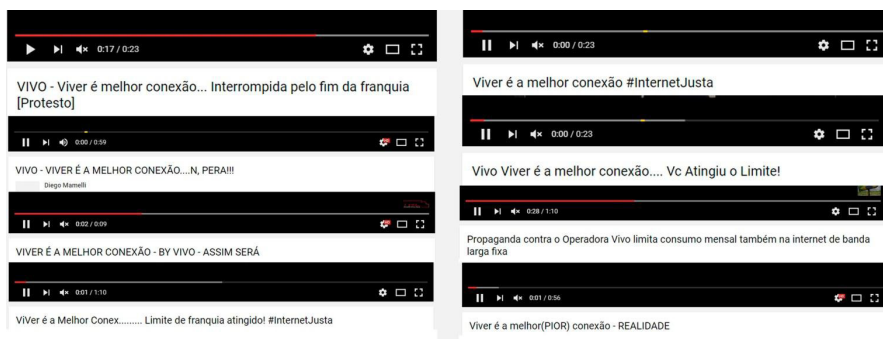 0:17 / 0:23
VIVO - Viver é melhor conexão... Interrompida pelo fim da franquia
[Protesto]
0:00 / 0:59
VIVO - VIVER É A MELHOR CONEXÃO....N, PERA!!!
Diego Mamelli
0:02 / 0:09
VIVER É A MELHOR CONEXÃO - BY VIVO - ASSIM SERÁ
0:01 / 1:10
ViVer é a Melhor Conex......... Limite de franquia atingido! #InternetJusta
0:00 / 0:23
Viver é a melhor conexão #InternetJusta
0:00 / 0:23
Vivo Viver é a melhor conexão.... Vc Atingiu o Limite!
0:28 / 1:10
Propaganda contra o Operadora Vivo limita consumo mensal também na internet de banda
larga fixa
0:01 / 0:56
Viver é a melhor(PIOR) conexão - REALIDADE